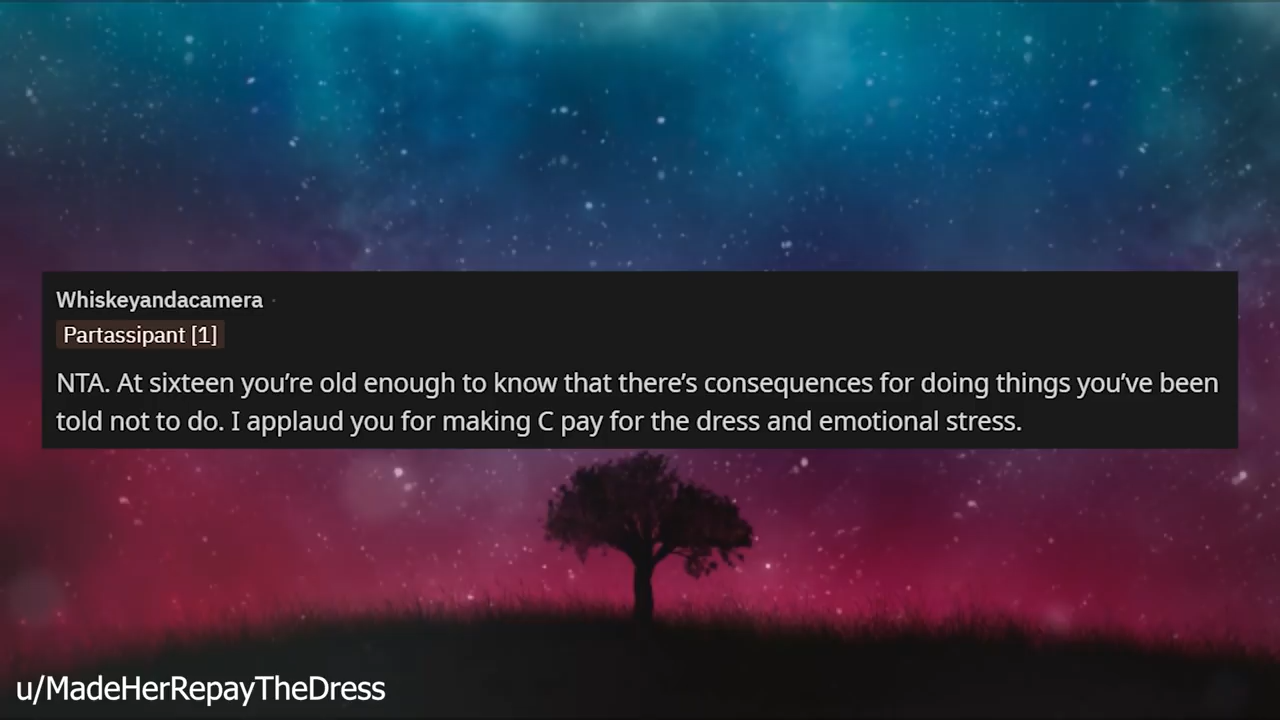 Whiskeyandacamera ·
Partassipant [1]
NTA. At sixteen you’re old enough to know that there’s consequences for doing things you’ve been
told not to do. I applaud you for making C pay for the dress and emotional stress.
u/MadeHerRepayTheDress